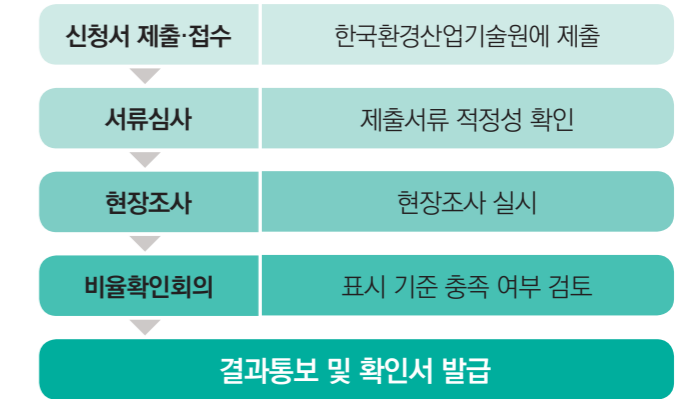 신청서 제출·접수 한국환경산업기술원에 제출
서류심사 제출서류 적정성 확인
현장조사 현장조사 실시
비율확인회의 표시 기준 충족 여부 검토
결과통보 및 확인서 발급